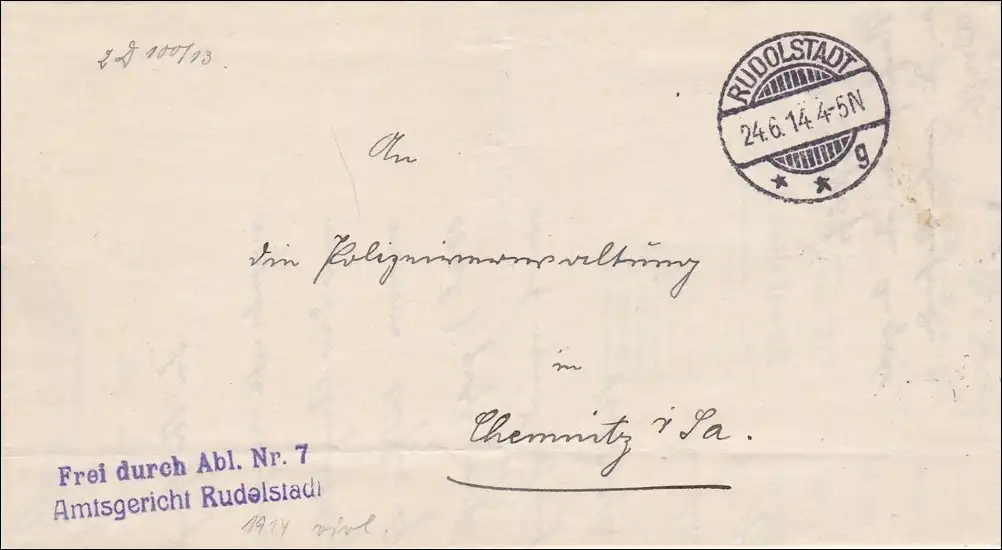 2 D 100/13.
RUDOLSTADT
24.6.14.4-5N
* * g
An
die Polizeiverwaltung
in
Chemnitz i Sa.
Frei durch Abl. Nr. 7
Amtsgericht Rudolstadt
1914 viol.